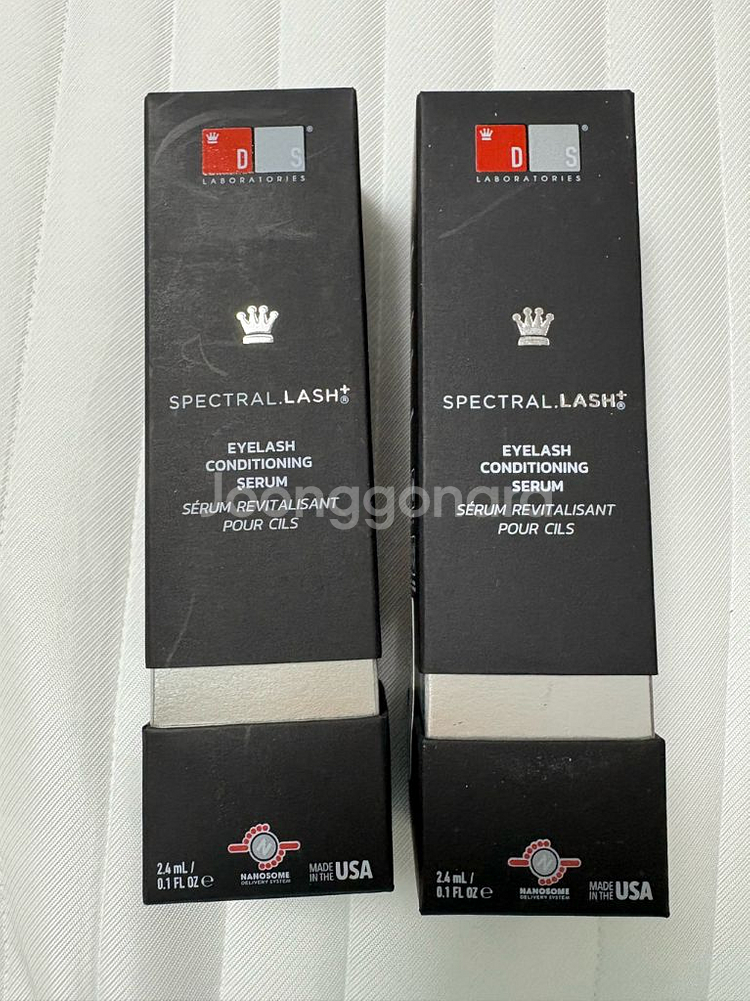 D S®
LABORATORIES
SPECTRAL.LASH+®
EYELASH
CONDITIONING
SERUM
SÉRUM REVITALISANT
POUR CILS
2.4 mL /
0.1 FL OZ ℮
N
NANOSOME
DELIVERY SYSTEM
MADE
IN THE USA
D S®
LABORATORIES
SPECTRAL.LASH+®
EYELASH
CONDITIONING
SERUM
SÉRUM REVITALISANT
POUR CILS
2.4 mL /
0.1 FL OZ ℮
N
NANOSOME
DELIVERY SYSTEM
MADE
IN THE USA
Joonggonara